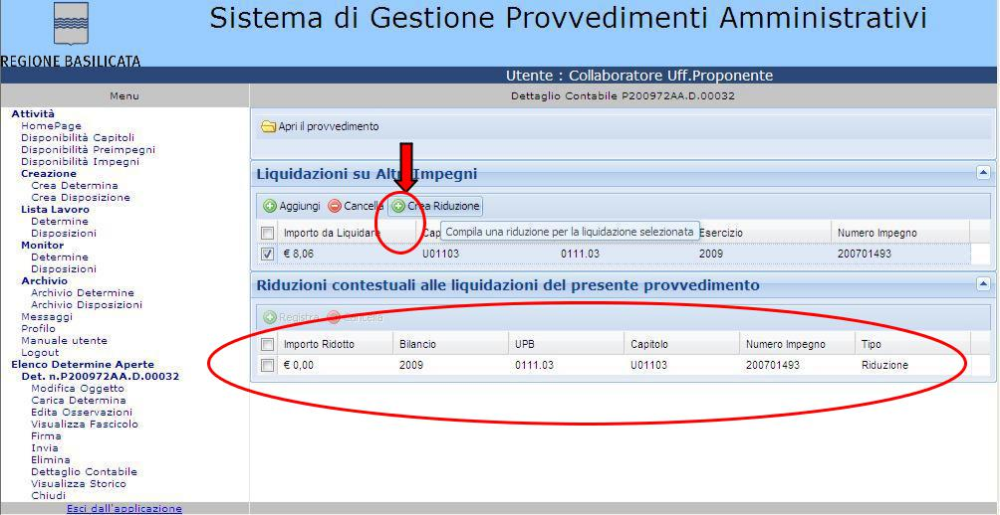 Sistema di Gestione Provvedimenti Amministrativi
REGIONE BASILICATA
Utente : Collaboratore Uff.Proponente
Menu
Dettaglio Contabile P200972AA.D.00032
Attività
HomePage
Disponibilità Capitoli
Disponibilità Preimpegni
Disponibilità Impegni
Creazione
Crea Determina
Crea Disposizione
Lista Lavoro
Determine
Disposizioni
Monitor
Determine
Disposizioni
Archivio
Archivio Determine
Archivio Disposizioni
Messaggi
Profilo
Manuale utente
Logout
Elenco Determine Aperte
Det. n.P200972AA.D.00032
Modifica Oggetto
Carica Determina
Edita Osservazioni
Visualizza Fascicolo
Firma
Invia
Elimina
Dettaglio Contabile
Visualizza Storico
Chiudi
Esci dall'applicazione
Apri il provvedimento
Liquidazioni su Altri Impegni
Aggiungi Cancella Crea Riduzione
Compila una riduzione per la liquidazione selezionata
Importo da Liquidare Esercizio Numero Impegno
€ 8,06 U01103 0111.03 2009 200701493
Riduzioni contestuali alle liquidazioni del presente provvedimento
Registra Cancella
Importo Ridotto Bilancio UPB Capitolo Numero Impegno Tipo
€ 0,00 2009 0111.03 U01103 200701493 Riduzione